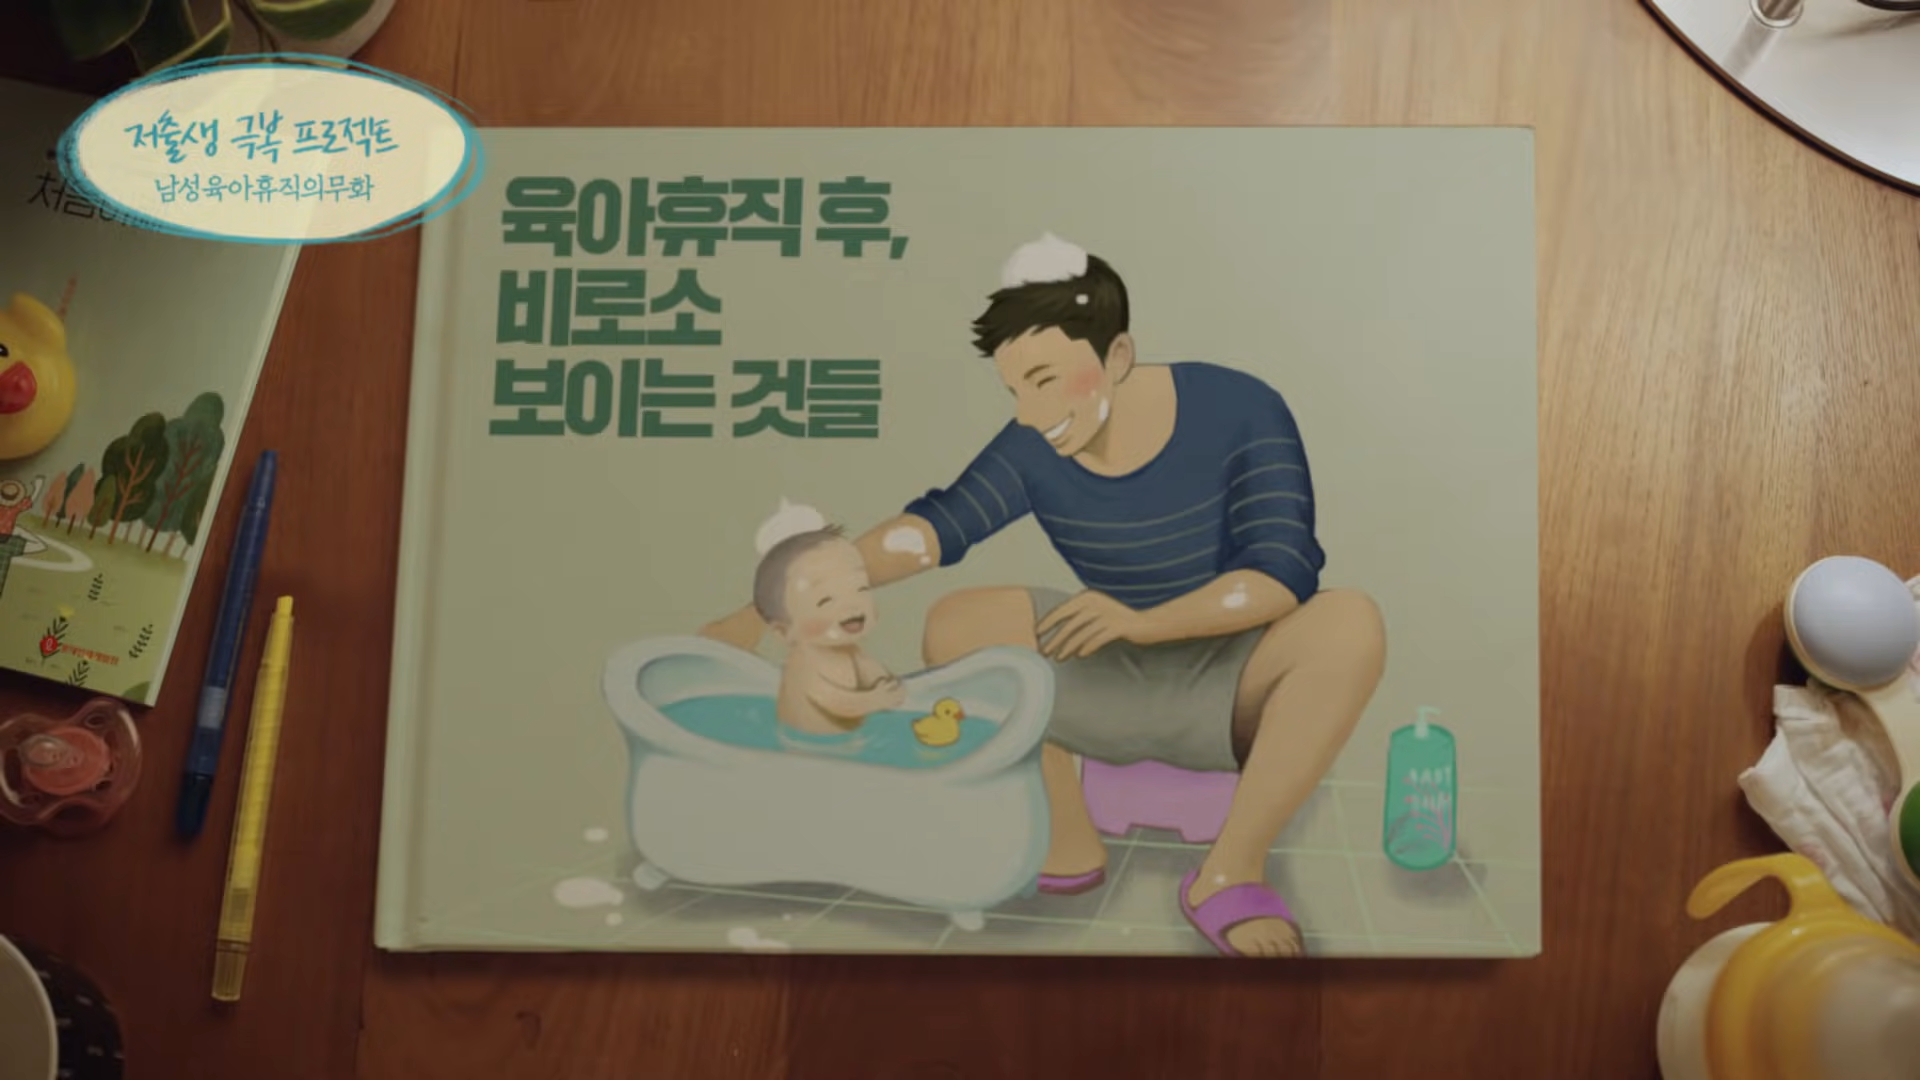 저출생 극복 프로젝트
남성육아휴직의무화
육아휴직 후,
비로소
보이는 것들